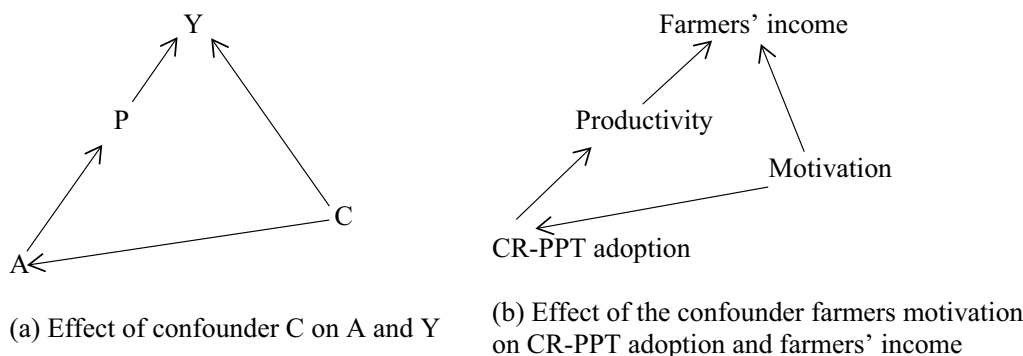 Y
P
C
A
(a) Effect of confounder C on A and Y
Farmers’ income
Productivity
Motivation
CR-PPT adoption
(b) Effect of the confounder farmers motivation
on CR-PPT adoption and farmers’ income